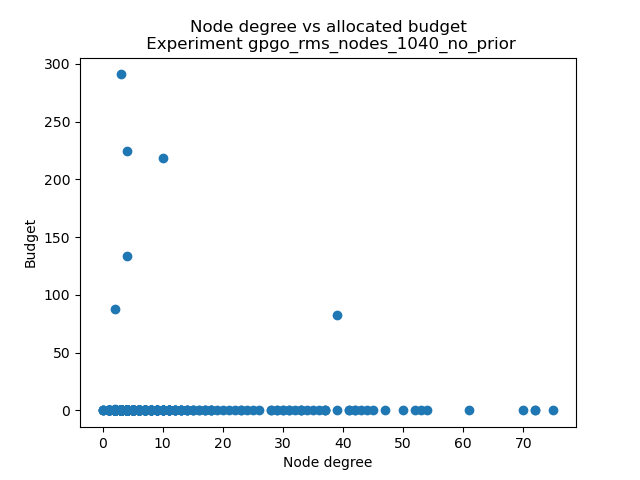 Node degree vs allocated budget
Experiment gpgo_rms_nodes_1040_no_prior
300
250
200
150
100
50
0
Budget
0 10 20 30 40 50 60 70
Node degree